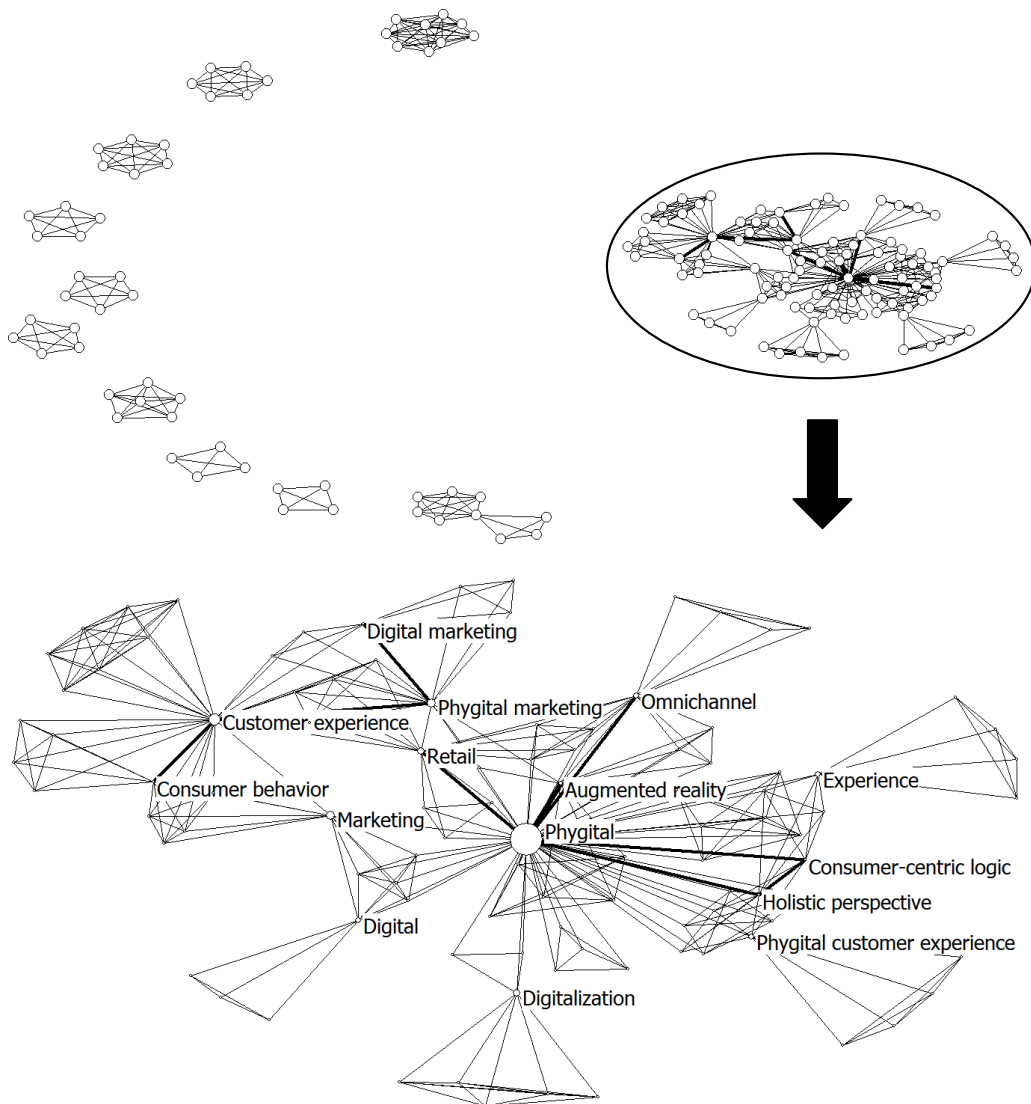 Digital marketing
Omnichannel
Phygital marketing
Customer experience
Retail
Experience
Consumer behavior
Augmented reality
Marketing
Phygital
Consumer-centric logic
Holistic perspective
Digital
Phygital customer experience
Digitalization